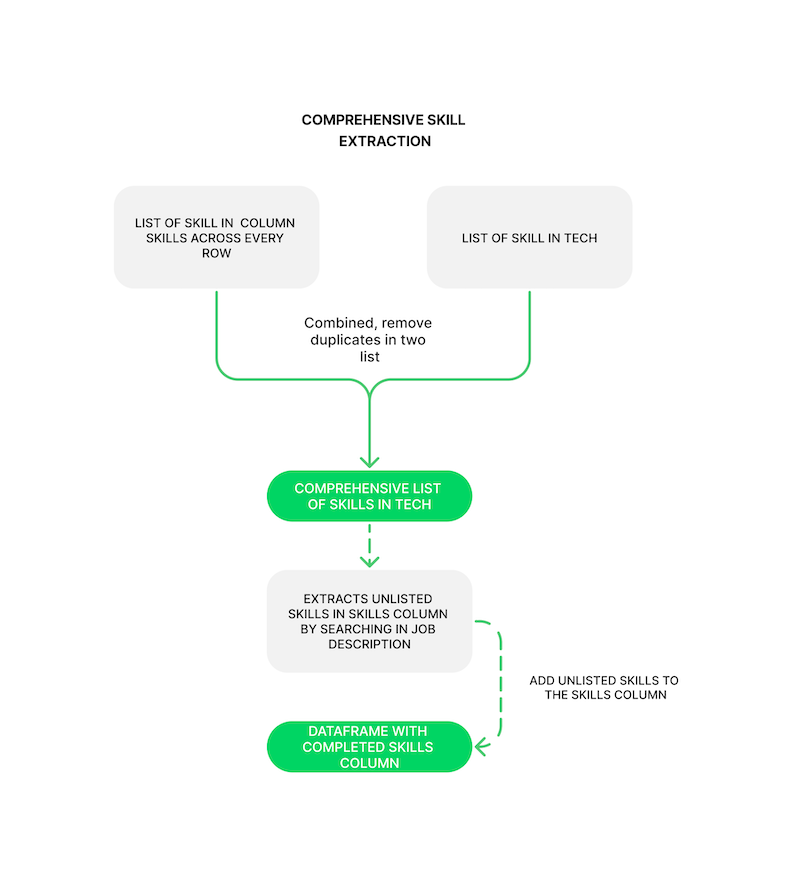 COMPREHENSIVE SKILL
EXTRACTION
LIST OF SKILL IN COLUMN
SKILLS ACROSS EVERY
ROW
LIST OF SKILL IN TECH
Combined, remove
duplicates in two
list
COMPREHENSIVE LIST
OF SKILLS IN TECH
EXTRACTS UNLISTED
SKILLS IN SKILLS COLUMN
BY SEARCHING IN JOB
DESCRIPTION
ADD UNLISTED SKILLS TO
THE SKILLS COLUMN
DATAFRAME WITH
COMPLETED SKILLS
COLUMN